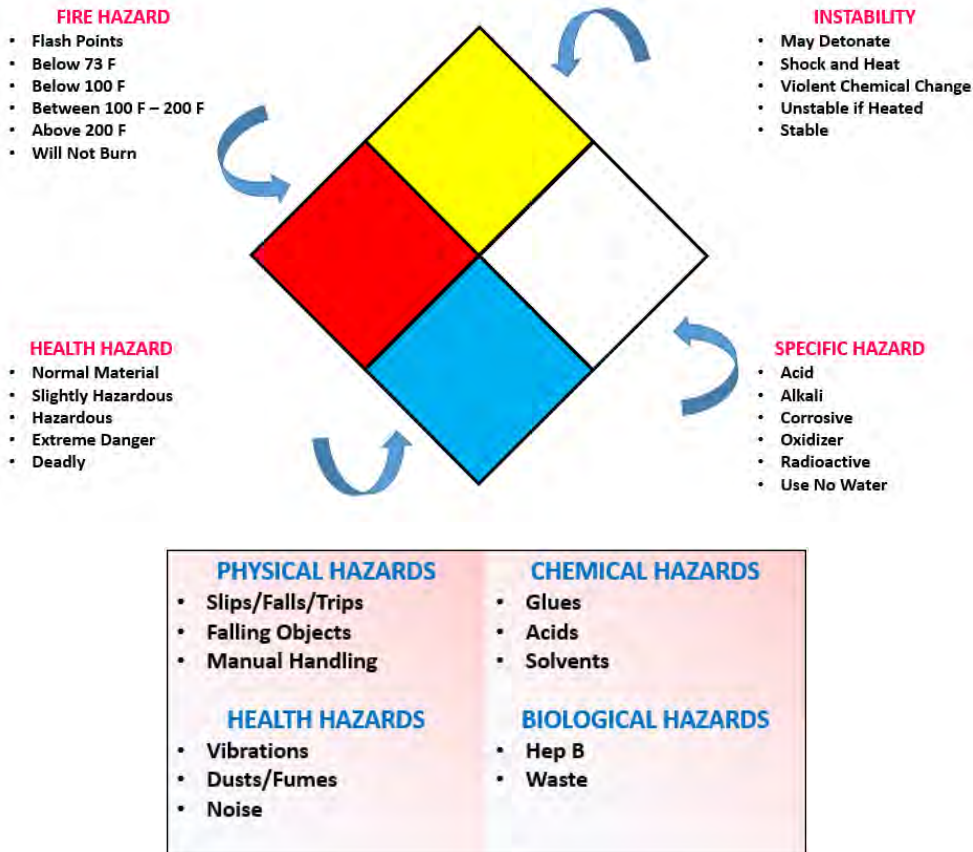 FIRE HAZARD
• Flash Points
• Below 73 F
• Below 100 F
• Between 100 F – 200 F
• Above 200 F
• Will Not Burn
INSTABILITY
• May Detonate
• Shock and Heat
• Violent Chemical Change
• Unstable if Heated
• Stable
HEALTH HAZARD
• Normal Material
• Slightly Hazardous
• Hazardous
• Extreme Danger
• Deadly
SPECIFIC HAZARD
• Acid
• Alkali
• Corrosive
• Oxidizer
• Radioactive
• Use No Water
PHYSICAL HAZARDS
• Slips/Falls/Trips
• Falling Objects
• Manual Handling
CHEMICAL HAZARDS
• Glues
• Acids
• Solvents
HEALTH HAZARDS
• Vibrations
• Dusts/Fumes
• Noise
BIOLOGICAL HAZARDS
• Hep B
• Waste